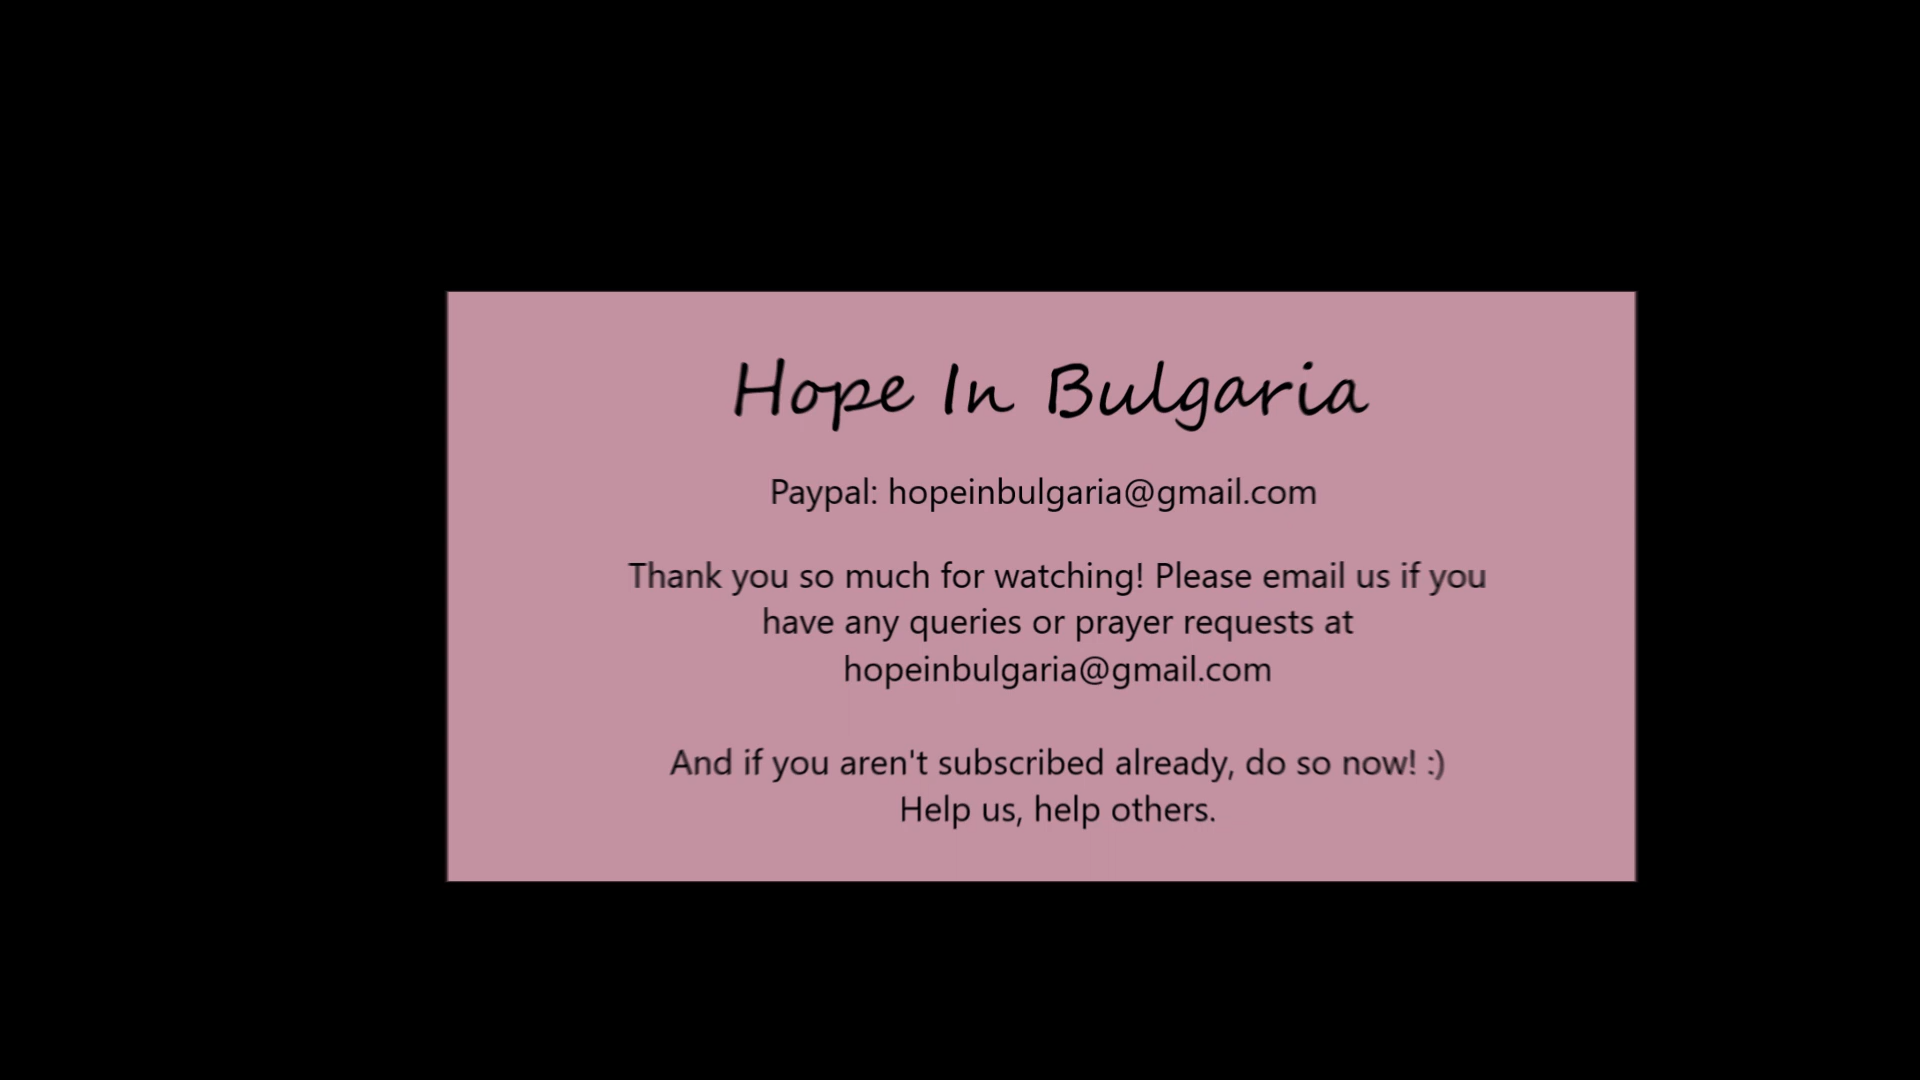 Hope In Bulgaria
Paypal: hopeinbulgaria@gmail.com
Thank you so much for watching! Please email us if you
have any queries or prayer requests at
hopeinbulgaria@gmail.com
And if you aren't subscribed already, do so now! :)
Help us, help others.